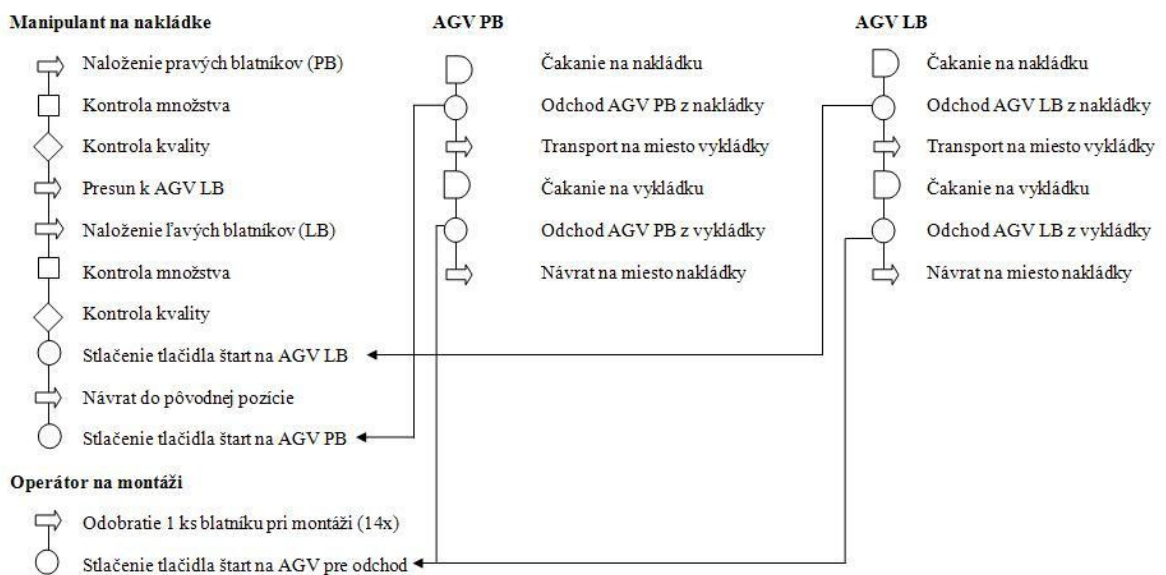 Manipulant na nakládke
Naloženie pravých blatníkov (PB)
Kontrola množstva
Kontrola kvality
Presun k AGV LB
Naloženie ľavých blatníkov (LB)
Kontrola množstva
Kontrola kvality
Stlačenie tlačidla štart na AGV LB
Návrat do pôvodnej pozície
Stlačenie tlačidla štart na AGV PB
Operátor na montáži
Odobratie 1 ks blatníku pri montáži (14x)
Stlačenie tlačidla štart na AGV pre odchod
AGV PB
Čakanie na nakládku
Odchod AGV PB z nakládky
Transport na miesto vykládky
Čakanie na vykládku
Odchod AGV PB z vykládky
Návrat na miesto nakládky
AGV LB
Čakanie na nakládku
Odchod AGV LB z nakládky
Transport na miesto vykládky
Čakanie na vykládku
Odchod AGV LB z vykládky
Návrat na miesto nakládky